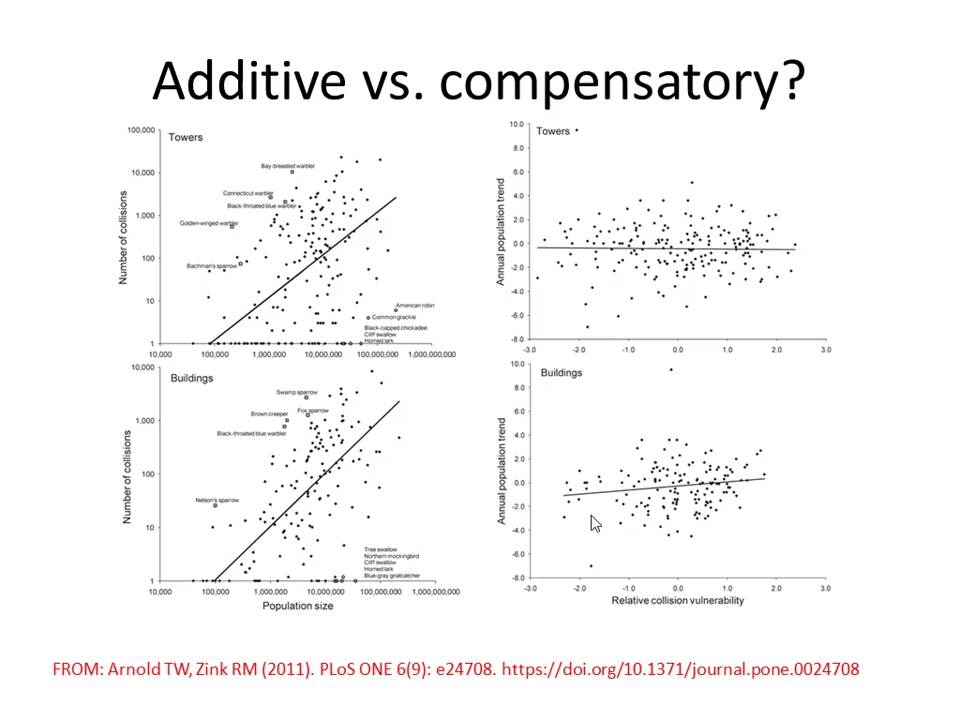 Additive vs. compensatory?
Towers
100,000
10,000
1,000
100
10
1
Number of collisions
Bay-breasted warbler
Connecticut warbler
Black-throated blue warbler
Golden-winged warbler
Bachman's sparrow
American robin
Common grackle
Black-capped chickadee
Cliff swallow
Horned lark
10,000 100,000 1,000,000 10,000,000 100,000,000 1,000,000,000
Towers
10.0
8.0
6.0
4.0
2.0
0.0
-2.0
-4.0
-6.0
-8.0
Annual population trend
-3.0 -2.0 -1.0 0.0 1.0 2.0 3.0
Buildings
10,000
1,000
100
10
1
Number of collisions
Swamp sparrow
Fox sparrow
Brown creeper
Black-throated blue warbler
Nelson's sparrow
Tree swallow
Northern mockingbird
Cliff swallow
Horned lark
Blue-gray gnatcatcher
10,000 100,000 1,000,000 10,000,000 100,000,000 1,000,000,000
Population size
Buildings
10.0
8.0
6.0
4.0
2.0
0.0
-2.0
-4.0
-6.0
-8.0
Annual population trend
-3.0 -2.0 -1.0 0.0 1.0 2.0 3.0
Relative collision vulnerability
FROM: Arnold TW, Zink RM (2011). PLoS ONE 6(9): e24708. https://doi.org/10.1371/journal.pone.0024708